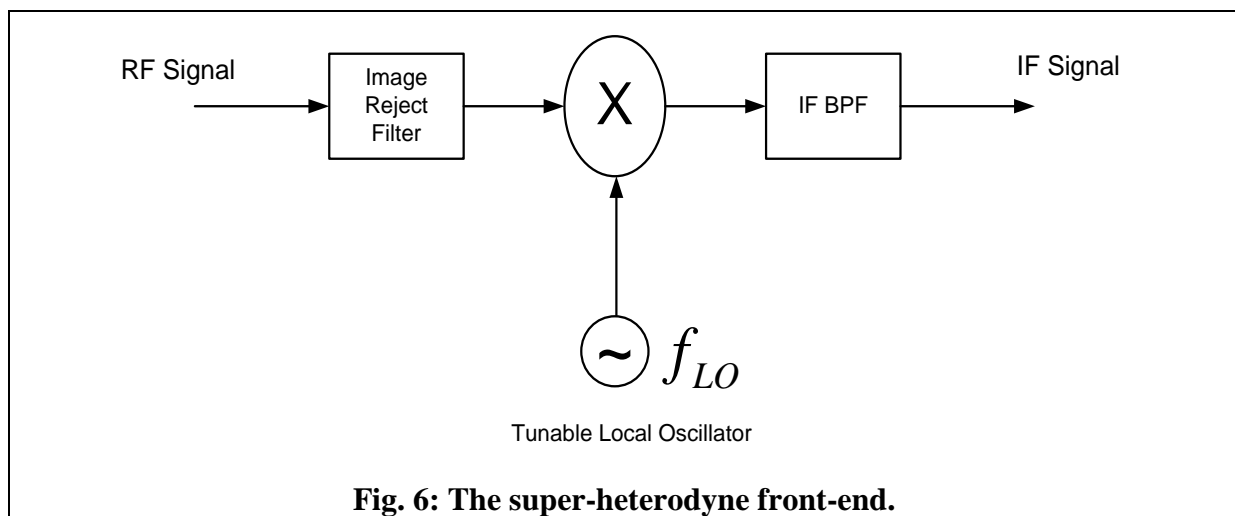 RF Signal
Image
Reject
Filter
X
IF BPF
IF Signal
~ f_LO
Tunable Local Oscillator
Fig. 6: The super-heterodyne front-end.